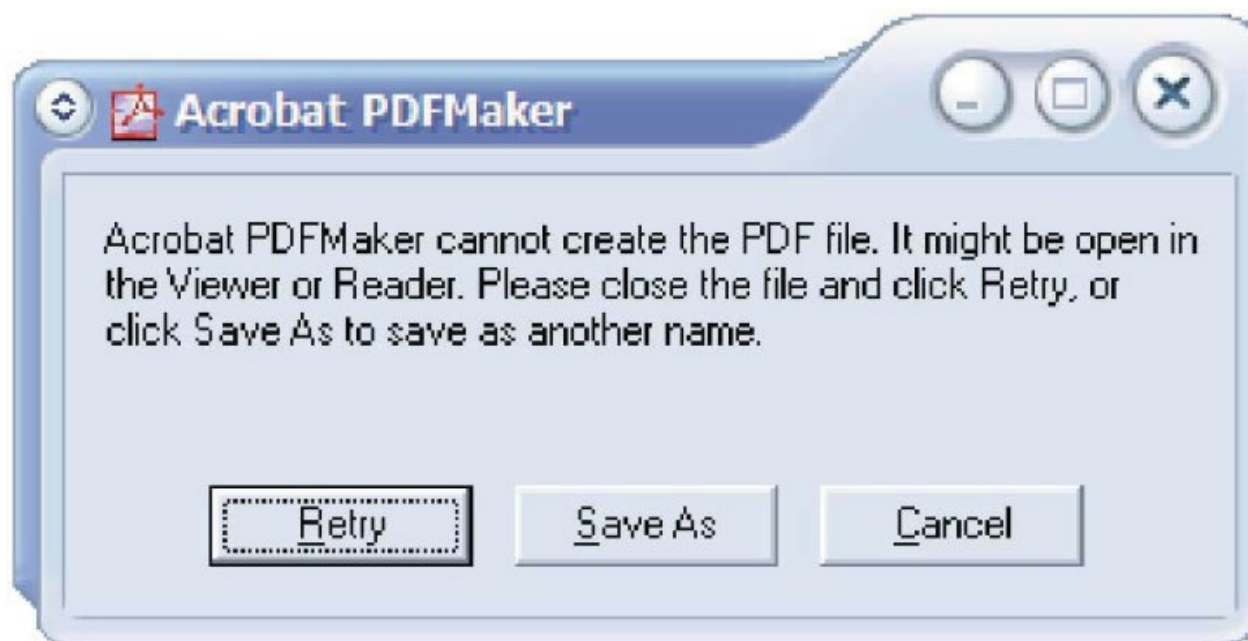 Acrobat PDFMaker
Acrobat PDFMaker cannot create the PDF file. It might be open in
the Viewer or Reader. Please close the file and click Retry, or
click Save As to save as another name.
Retry Save As Cancel